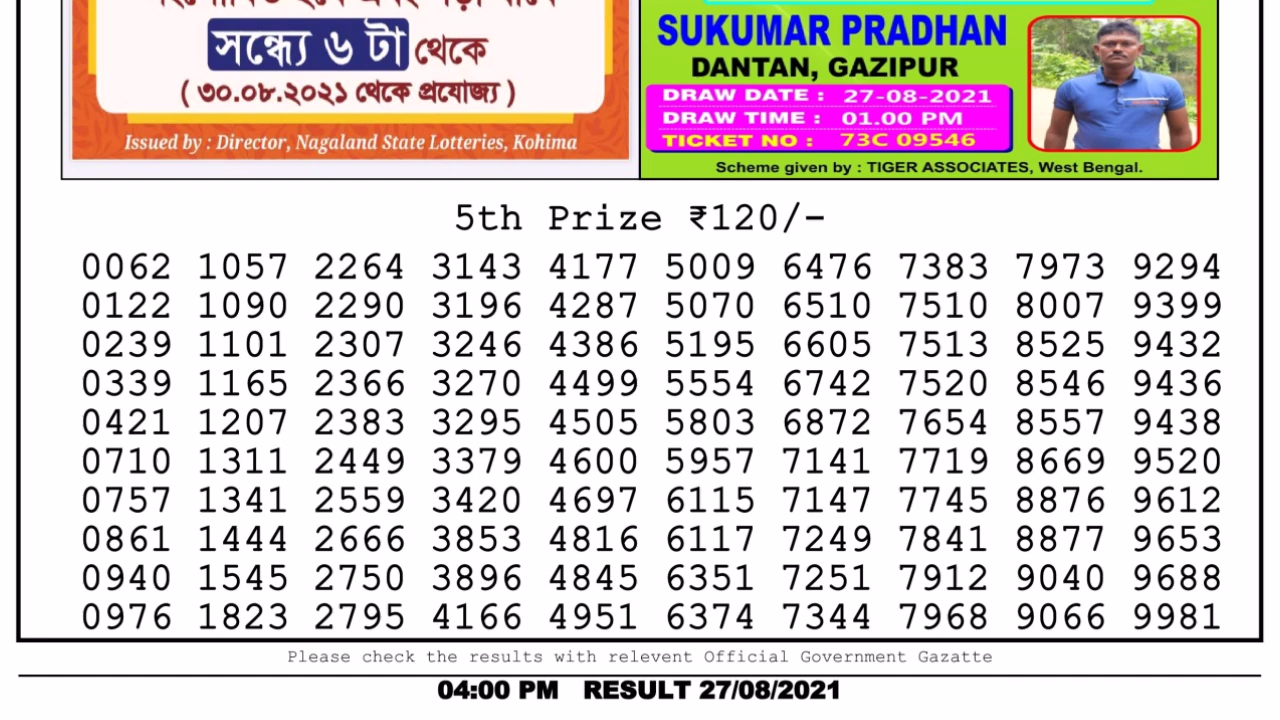 সন্ধ্যে ৬ টা থেকে
( ৩০.০৮.২০২১ থেকে প্রযোজ্য )
Issued by : Director, Nagaland State Lotteries, Kohima
SUKUMAR PRADHAN
DANTAN, GAZIPUR
DRAW DATE : 27-08-2021
DRAW TIME : 01.00 PM
TICKET NO : 73C 09546
Scheme given by : TIGER ASSOCIATES, West Bengal.
5th Prize ₹120/-
0062 1057 2264 3143 4177 5009 6476 7383 7973 9294
0122 1090 2290 3196 4287 5070 6510 7510 8007 9399
0239 1101 2307 3246 4386 5195 6605 7513 8525 9432
0339 1165 2366 3270 4499 5554 6742 7520 8546 9436
0421 1207 2383 3295 4505 5803 6872 7654 8557 9438
0710 1311 2449 3379 4600 5957 7141 7719 8669 9520
0757 1341 2559 3420 4697 6115 7147 7745 8876 9612
0861 1444 2666 3853 4816 6117 7249 7841 8877 9653
0940 1545 2750 3896 4845 6351 7251 7912 9040 9688
0976 1823 2795 4166 4951 6374 7344 7968 9066 9981
Please check the results with relevent Official Government Gazatte
04:00 PM RESULT 27/08/2021